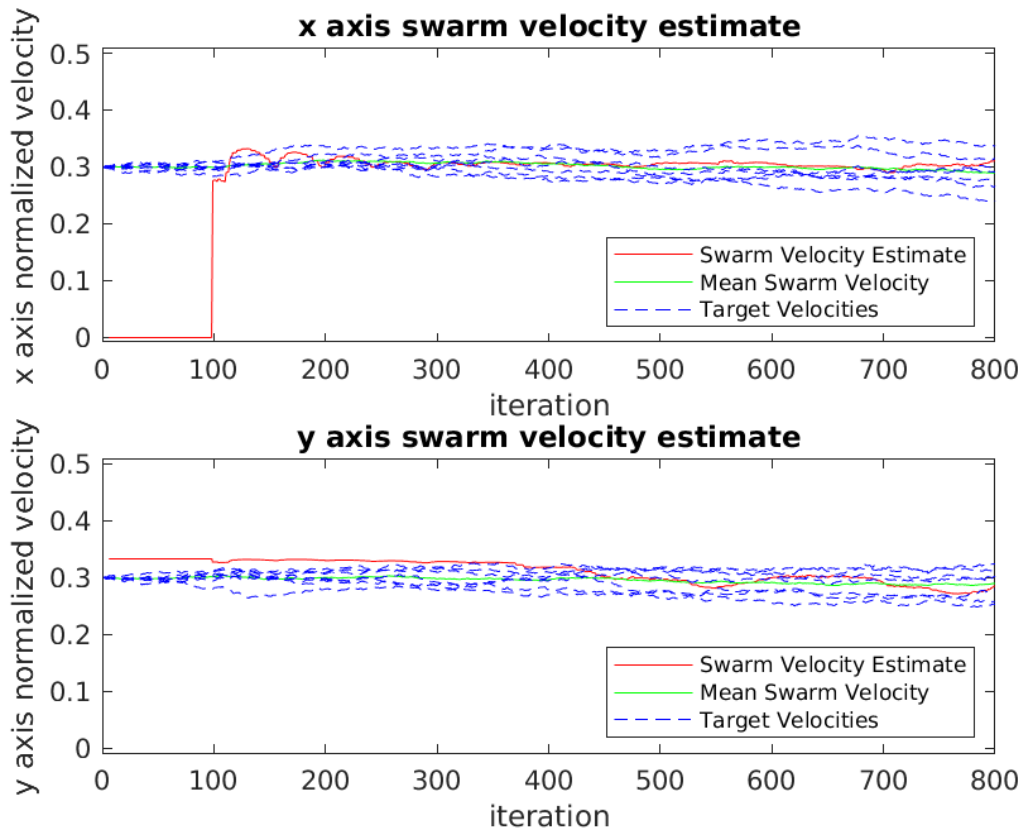 x axis swarm velocity estimate
x axis normalized velocity
0.5
0.4
0.3
0.2
0.1
0
Swarm Velocity Estimate
Mean Swarm Velocity
Target Velocities
0 100 200 300 400 500 600 700 800
iteration
y axis swarm velocity estimate
y axis normalized velocity
0.5
0.4
0.3
0.2
0.1
0
Swarm Velocity Estimate
Mean Swarm Velocity
Target Velocities
0 100 200 300 400 500 600 700 800
iteration